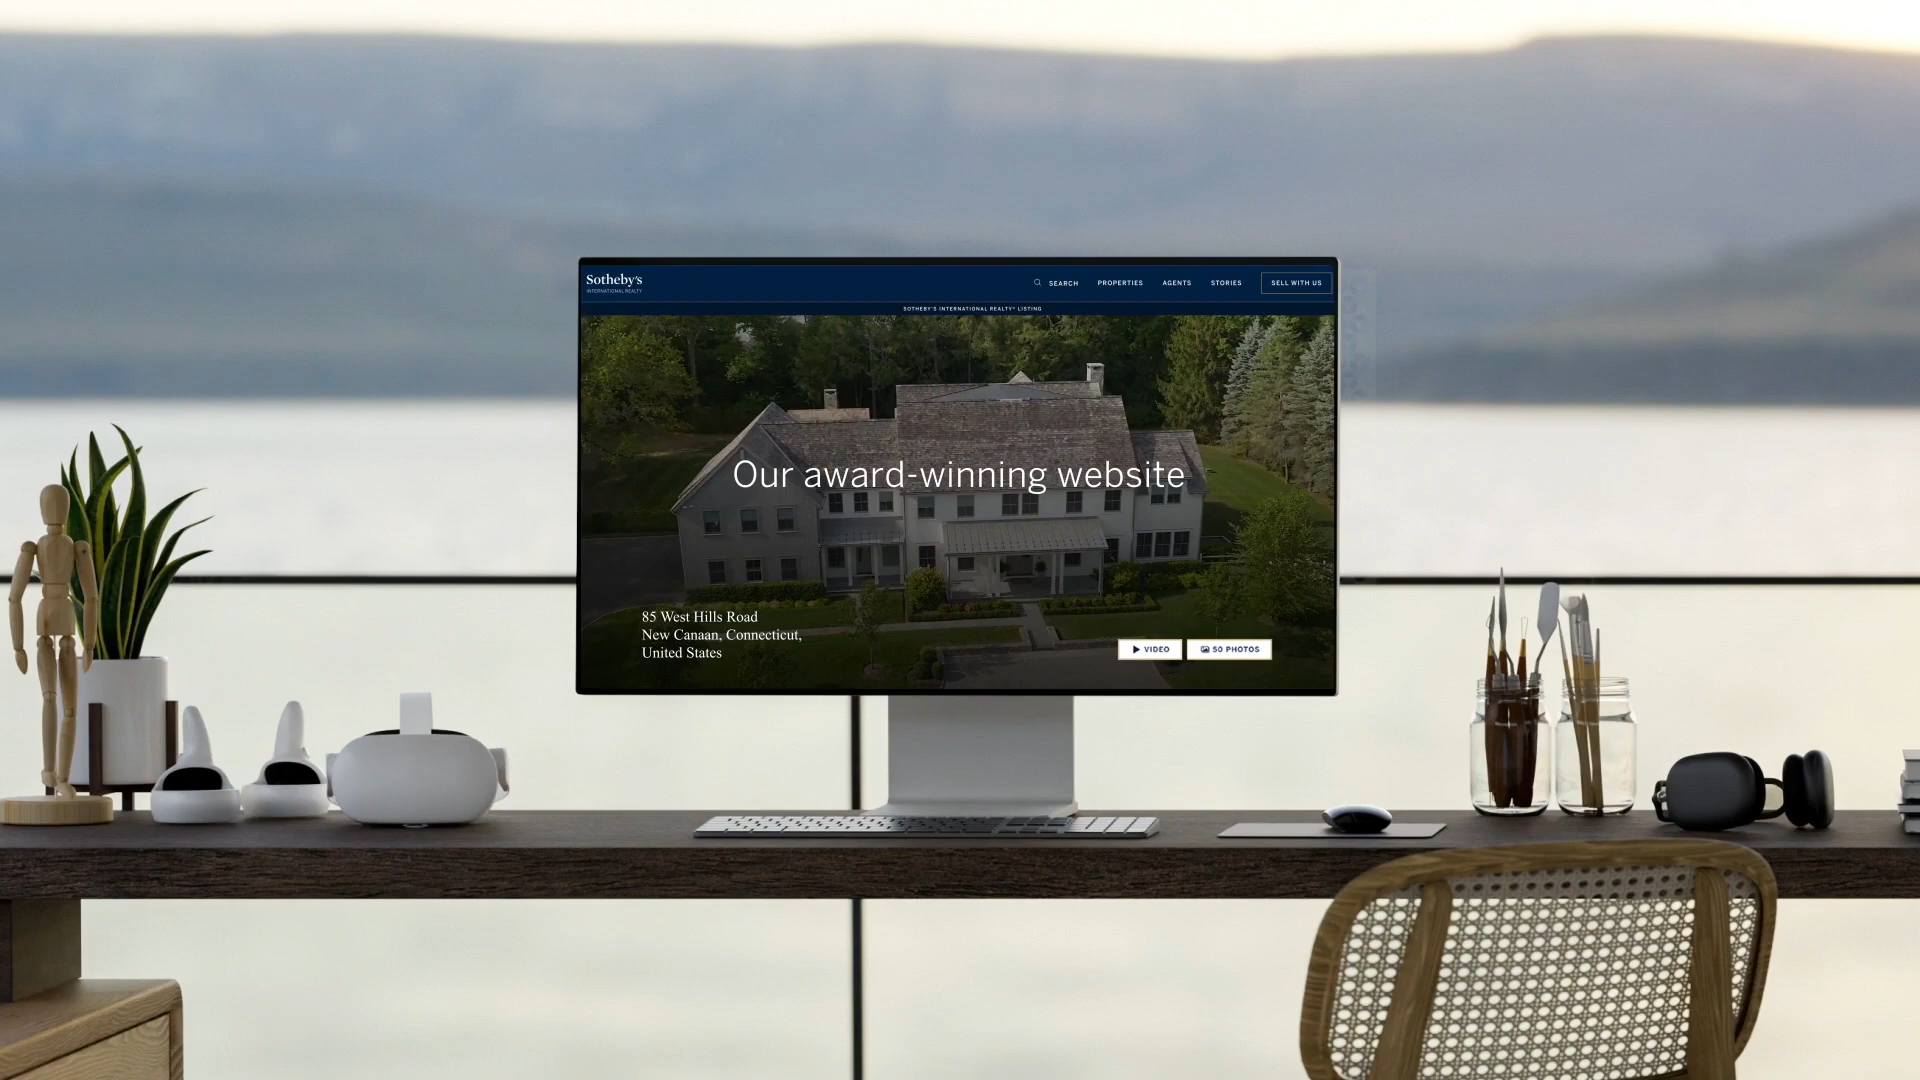 Sotheby's
INTERNATIONAL REALTY
SEARCH
PROPERTIES
AGENTS
STORIES
SELL WITH US
SOTHEBY'S INTERNATIONAL REALTY® LISTING
Our award-winning website
85 West Hills Road
New Canaan, Connecticut,
United States
VIDEO
50 PHOTOS